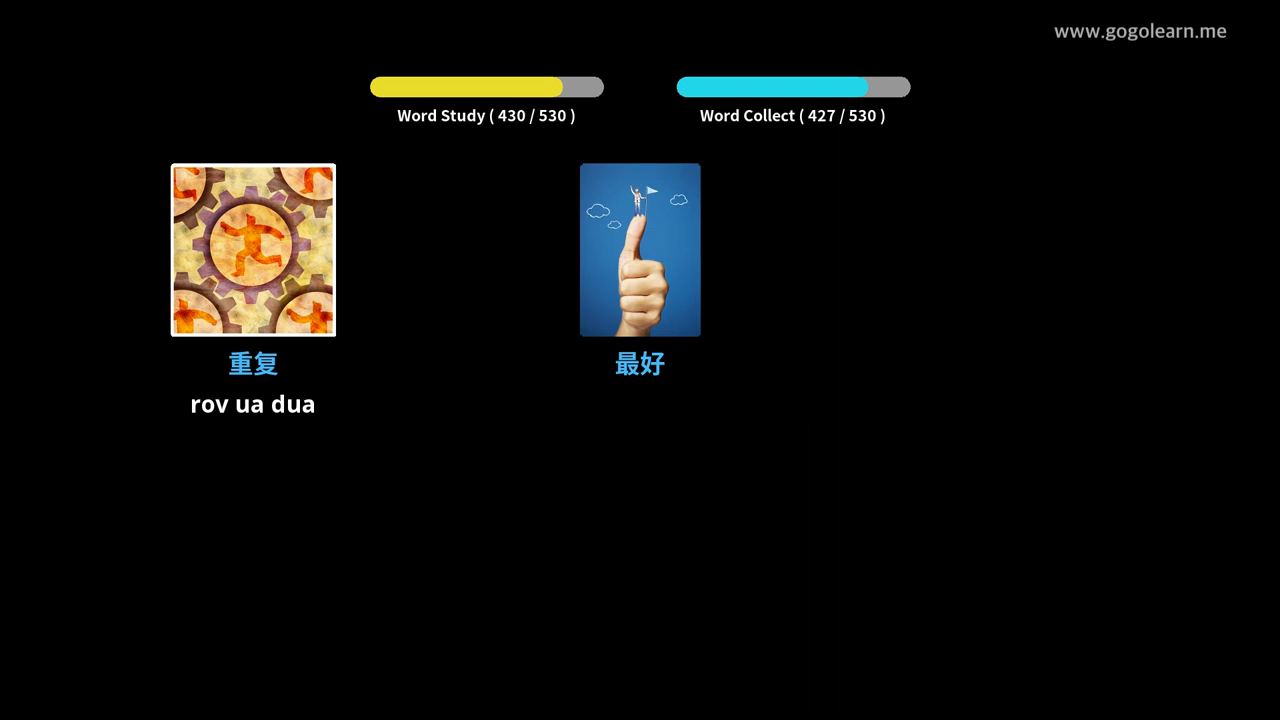 www.gogolearn.me
Word Study ( 430 / 530 )
Word Collect ( 427 / 530 )
重复
最好
rov ua dua